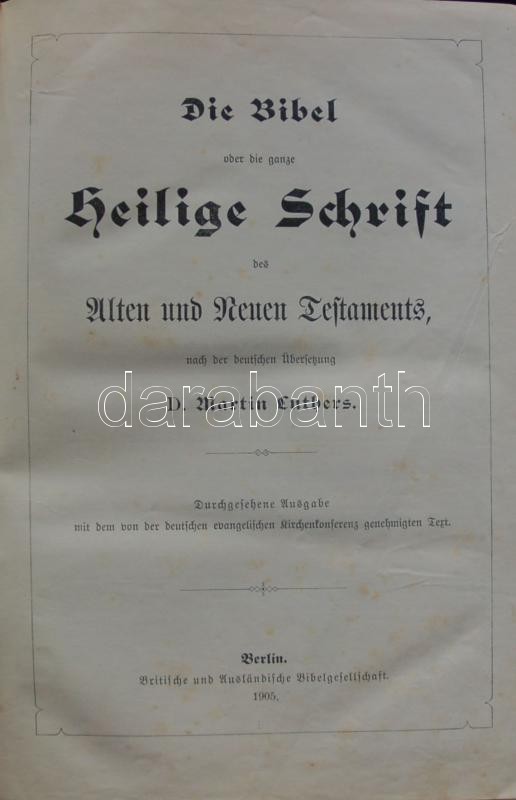 Die Bibel
oder die ganze
Heilige Schrift
des
Alten und Neuen Testaments,
nach der deutschen Übersetzung
D. Martin Luthers.
darabanth
Durchgesehene Ausgabe
mit dem von der deutschen evangelischen Kirchenkonferenz genehmigten Text.
Berlin.
Britische und Ausländische Bibelgesellschaft.
1905.